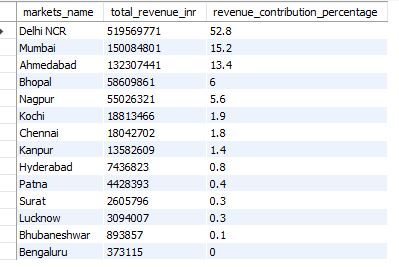 markets_name total_revenue_inr revenue_contribution_percentage
Delhi NCR 519569771 52.8
Mumbai 150084801 15.2
Ahmedabad 132307441 13.4
Bhopal 58609861 6
Nagpur 55026321 5.6
Kochi 18813466 1.9
Chennai 18042702 1.8
Kanpur 13582609 1.4
Hyderabad 7436823 0.8
Patna 4428393 0.4
Surat 2605796 0.3
Lucknow 3094007 0.3
Bhubaneshwar 893857 0.1
Bengaluru 373115 0